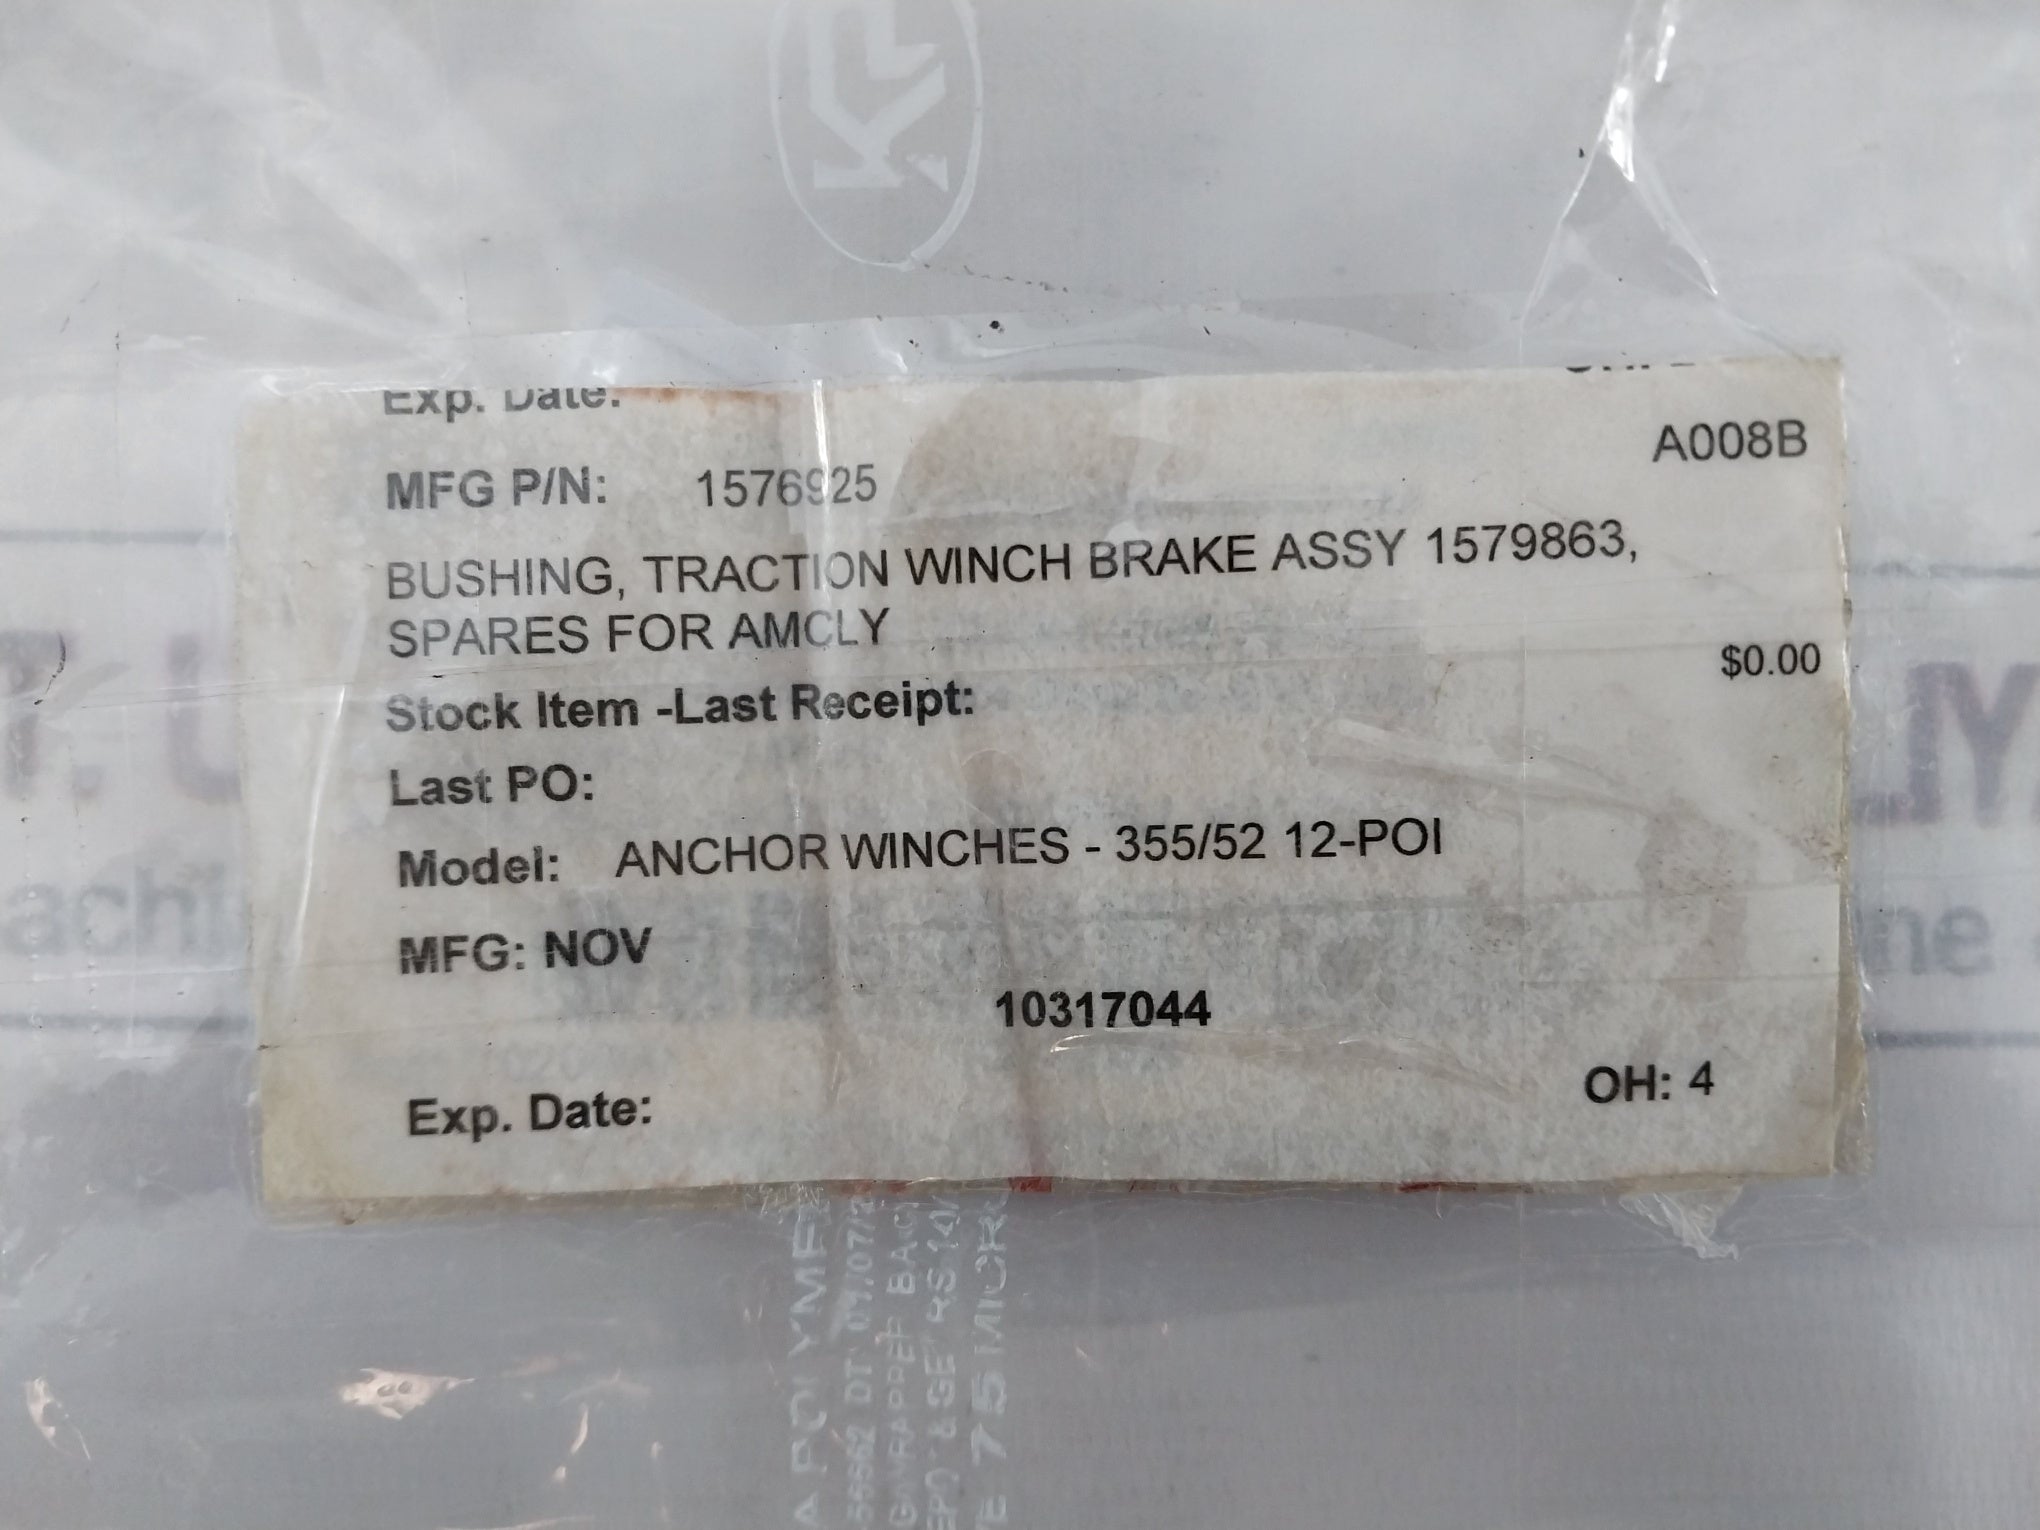 Exp. Date:
A008B
MFG P/N: 1576925
BUSHING, TRACTION WINCH BRAKE ASSY 1579863,
SPARES FOR AMCLY
$0.00
Stock Item -Last Receipt:
Last PO:
Model: ANCHOR WINCHES - 355/52 12-POI
MFG: NOV
10317044
Exp. Date:
OH: 4